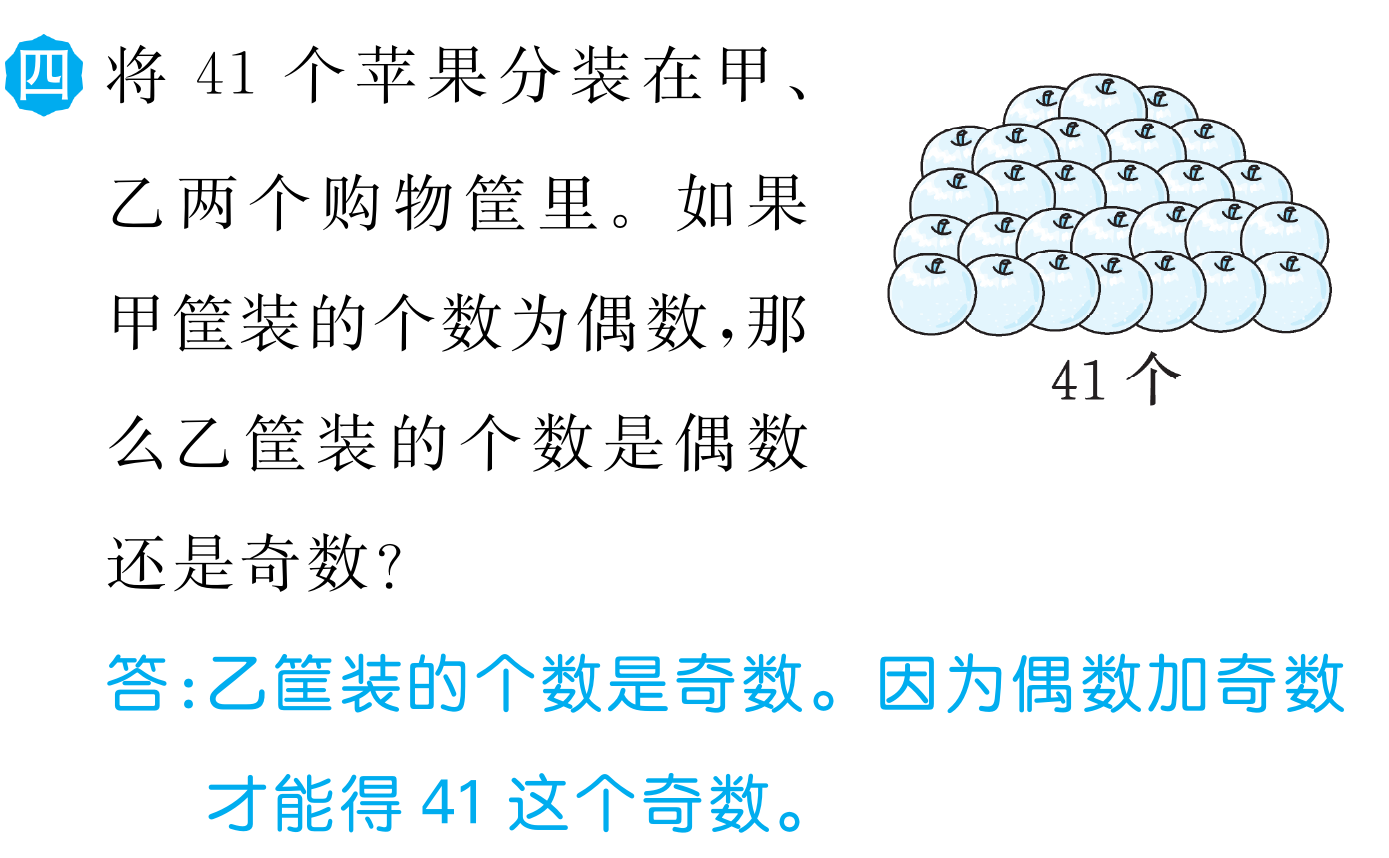 四 将 41 个苹果分装在甲、
乙两个购物筐里。如果
甲筐装的个数为偶数,那
么乙筐装的个数是偶数
还是奇数?
41 个
答:乙筐装的个数是奇数。因为偶数加奇数
才能得 41 这个奇数。